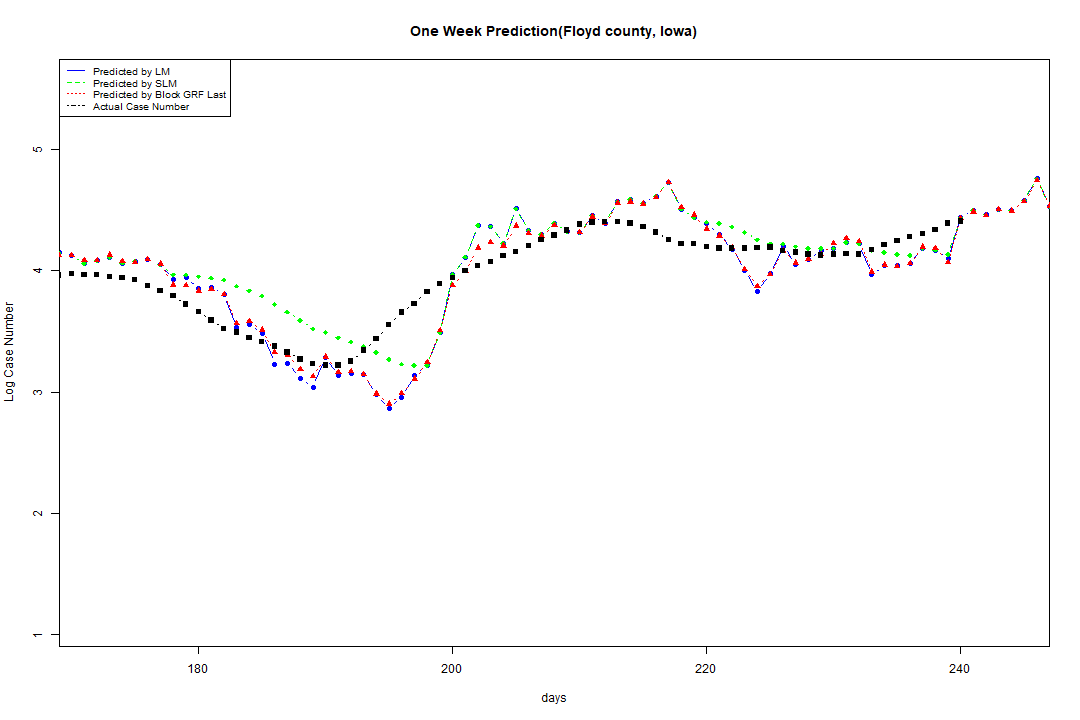 One Week Prediction(Floyd county, Iowa)
Predicted by LM
Predicted by SLM
Predicted by Block GRF Last
Actual Case Number
5
4
3
2
1
Log Case Number
180
200
220
240
days